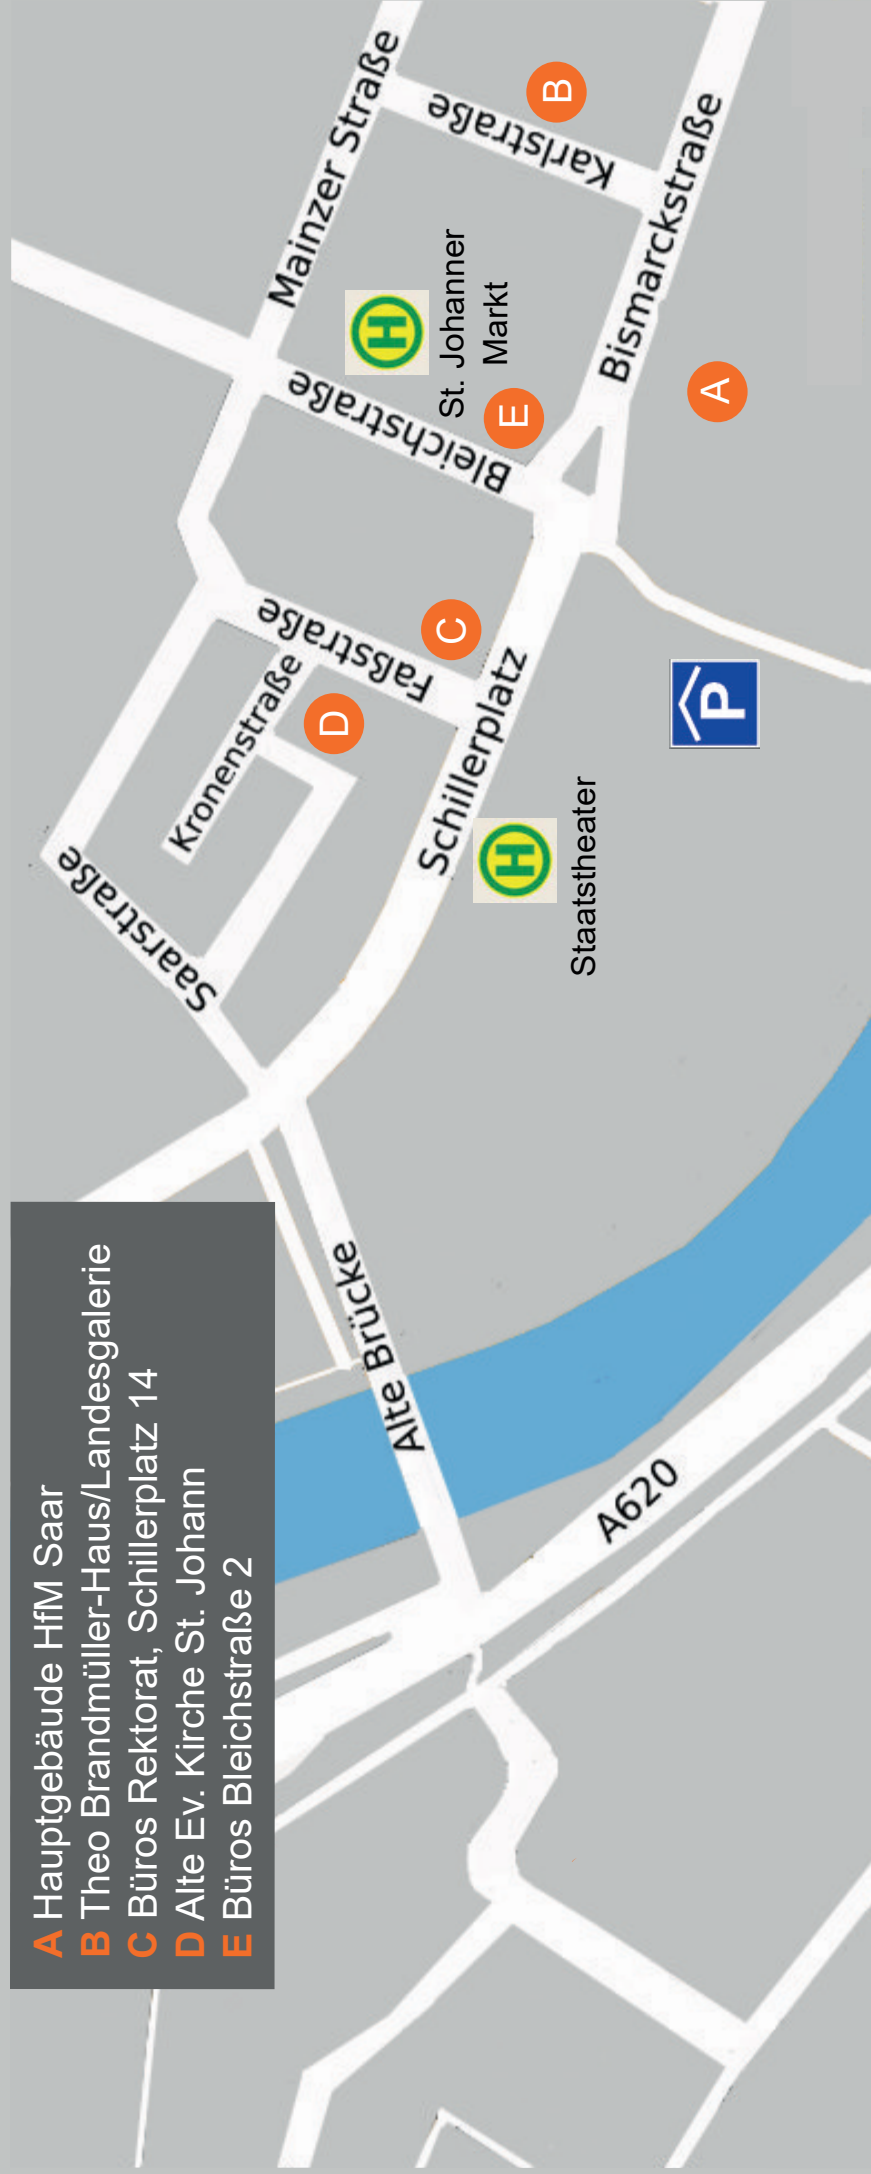 A Hauptgebäude HfM Saar
B Theo Brandmüller-Haus/Landesgalerie
C Büros Rektorat, Schillerplatz 14
D Alte Ev. Kirche St. Johann
E Büros Bleichstraße 2
Saarstraße
Kronenstraße
Faßstraße
D
C
Mainzer Straße
Bleichstraße
H
St. Johanner
Markt
E
Karlstraße
B
Bismarckstraße
A
Schillerplatz
H
Staatstheater
P
Alte Brücke
A620